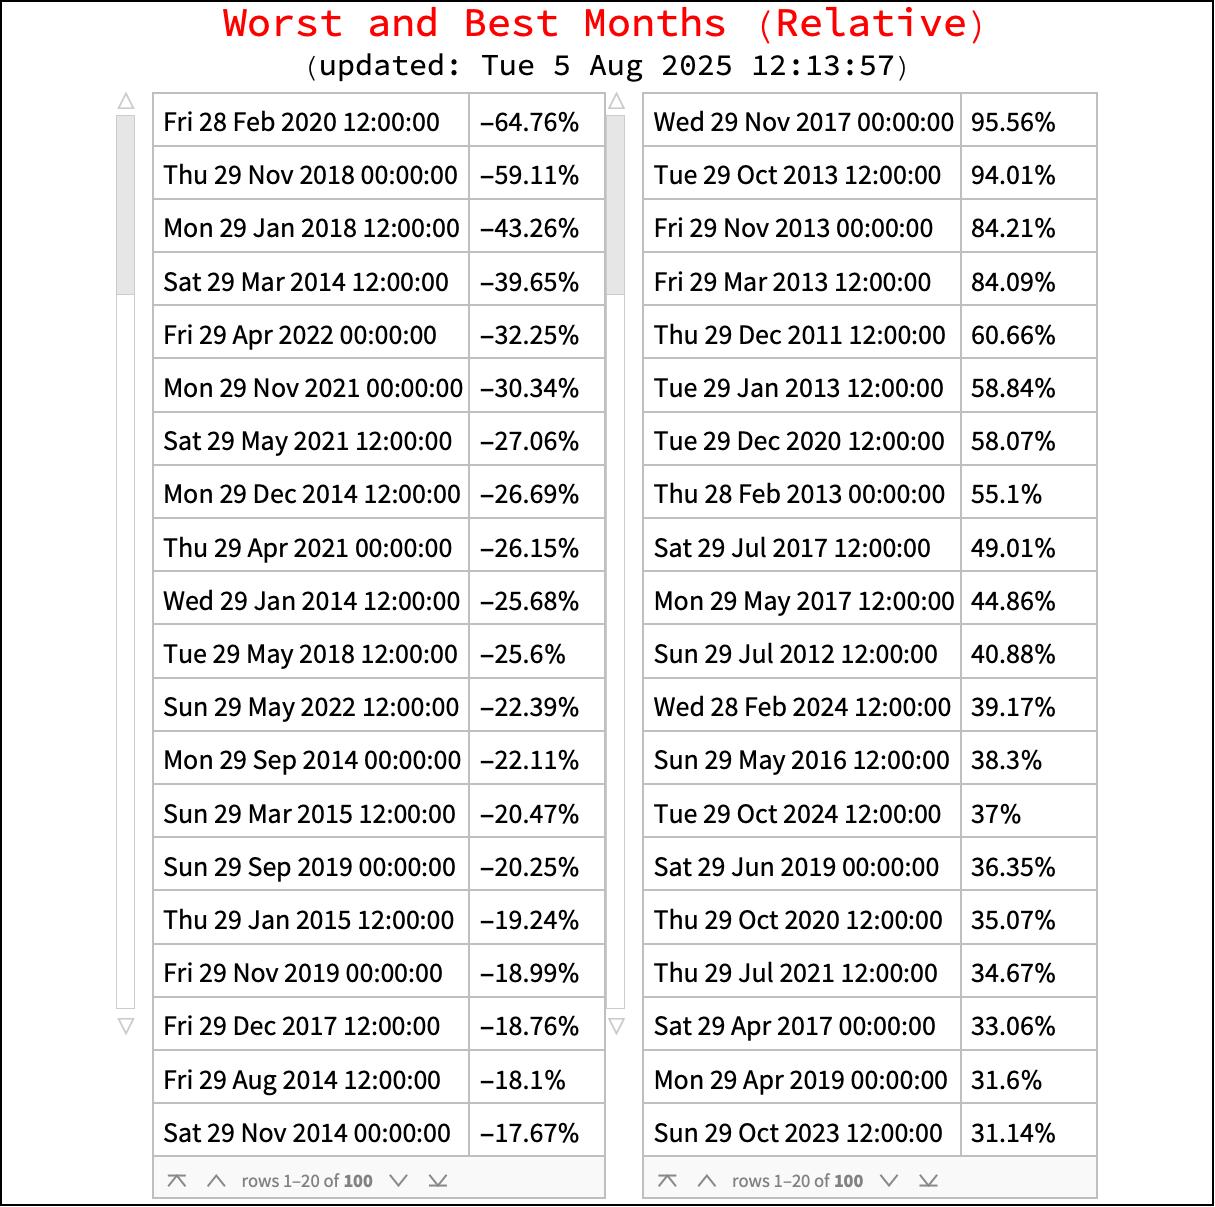 Worst and Best Months (Relative)
(updated: Tue 5 Aug 2025 12:13:57)
Fri 28 Feb 2020 12:00:00 −64.76%
Thu 29 Nov 2018 00:00:00 −59.11%
Mon 29 Jan 2018 12:00:00 −43.26%
Sat 29 Mar 2014 12:00:00 −39.65%
Fri 29 Apr 2022 00:00:00 −32.25%
Mon 29 Nov 2021 00:00:00 −30.34%
Sat 29 May 2021 12:00:00 −27.06%
Mon 29 Dec 2014 12:00:00 −26.69%
Thu 29 Apr 2021 00:00:00 −26.15%
Wed 29 Jan 2014 12:00:00 −25.68%
Tue 29 May 2018 12:00:00 −25.6%
Sun 29 May 2022 12:00:00 −22.39%
Mon 29 Sep 2014 00:00:00 −22.11%
Sun 29 Mar 2015 12:00:00 −20.47%
Sun 29 Sep 2019 00:00:00 −20.25%
Thu 29 Jan 2015 12:00:00 −19.24%
Fri 29 Nov 2019 00:00:00 −18.99%
Fri 29 Dec 2017 12:00:00 −18.76%
Fri 29 Aug 2014 12:00:00 −18.1%
Sat 29 Nov 2014 00:00:00 −17.67%
rows 1–20 of 100
Wed 29 Nov 2017 00:00:00 95.56%
Tue 29 Oct 2013 12:00:00 94.01%
Fri 29 Nov 2013 00:00:00 84.21%
Fri 29 Mar 2013 12:00:00 84.09%
Thu 29 Dec 2011 12:00:00 60.66%
Tue 29 Jan 2013 12:00:00 58.84%
Tue 29 Dec 2020 12:00:00 58.07%
Thu 28 Feb 2013 00:00:00 55.1%
Sat 29 Jul 2017 12:00:00 49.01%
Mon 29 May 2017 12:00:00 44.86%
Sun 29 Jul 2012 12:00:00 40.88%
Wed 28 Feb 2024 12:00:00 39.17%
Sun 29 May 2016 12:00:00 38.3%
Tue 29 Oct 2024 12:00:00 37%
Sat 29 Jun 2019 00:00:00 36.35%
Thu 29 Oct 2020 12:00:00 35.07%
Thu 29 Jul 2021 12:00:00 34.67%
Sat 29 Apr 2017 00:00:00 33.06%
Mon 29 Apr 2019 00:00:00 31.6%
Sun 29 Oct 2023 12:00:00 31.14%
rows 1–20 of 100